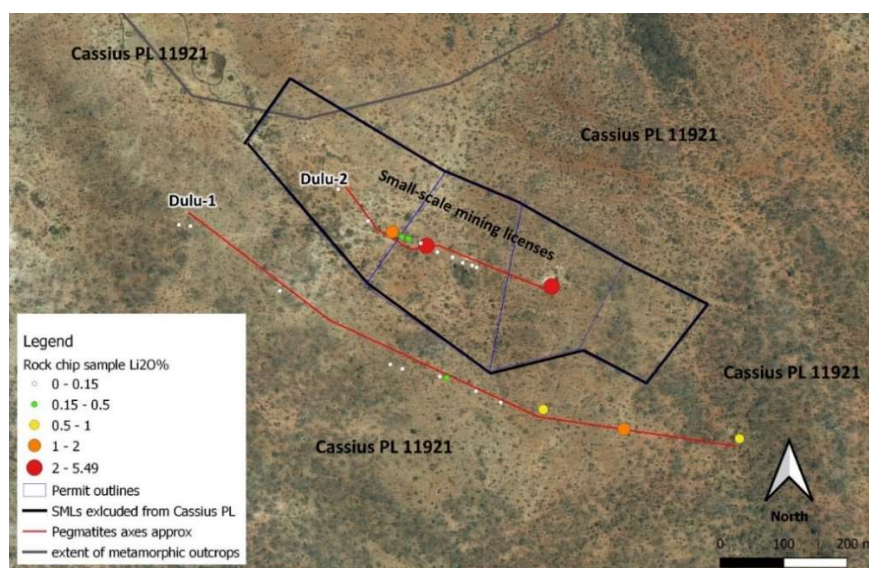 Cassius PL 11921
Cassius PL 11921
Dulu-2
Dulu-1
Small-scale mining licenses
Legend
Rock chip sample Li2O%
0 - 0.15
0.15 - 0.5
0.5 - 1
1 - 2
2 - 5.49
Permit outlines
SMLs exlcuded from Cassius PL
Pegmatites axes approx
extent of metamorphic outcrops
Cassius PL 11921
Cassius PL 11921
North
0 100 200 m